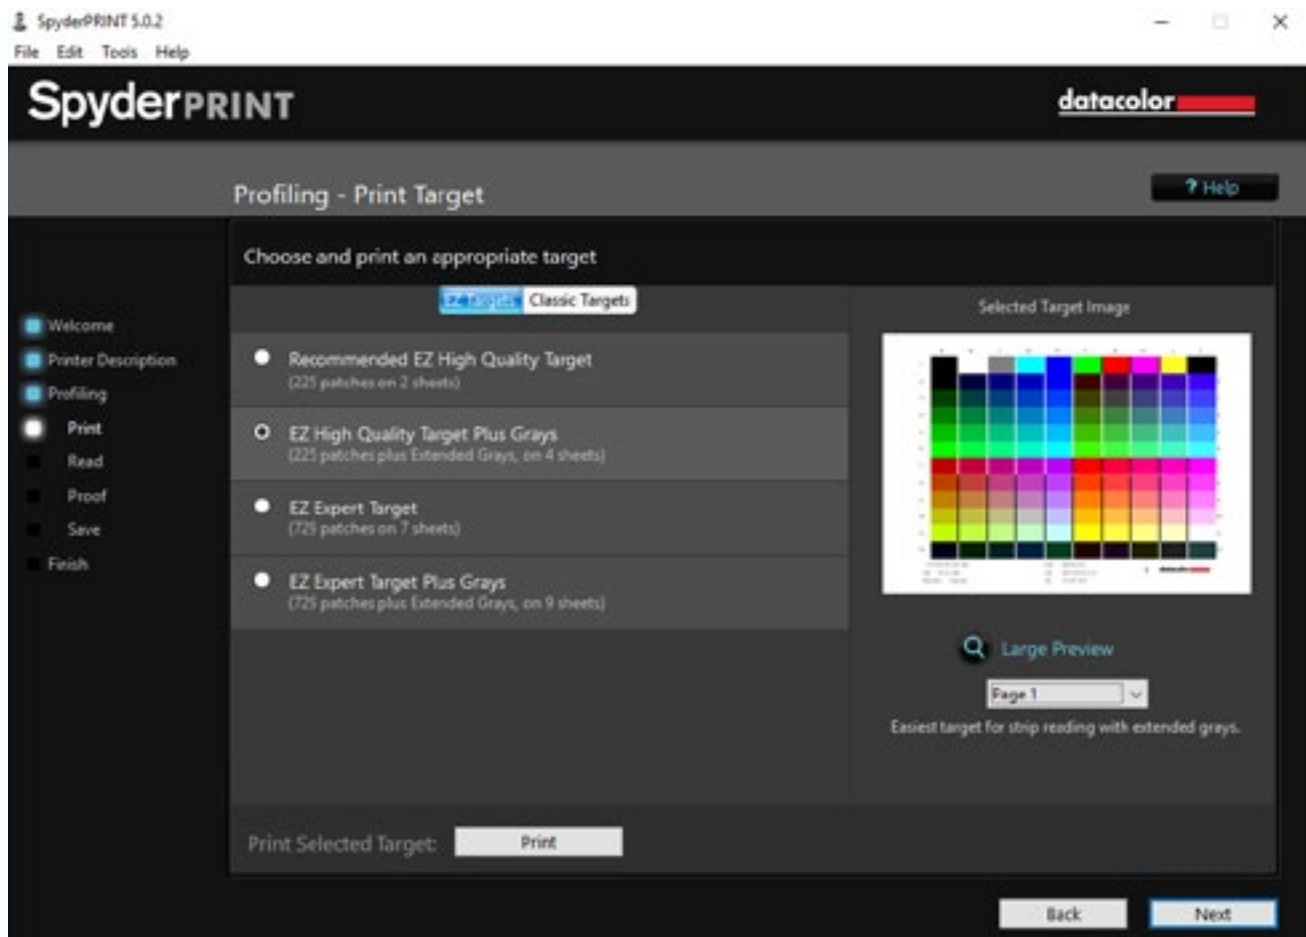 SpyderPRINT 5.0.2
File Edit Tools Help
SpyderPRINT
datacolor
Profiling - Print Target
? Help
Choose and print an appropriate target
EZ Targets Classic Targets
Selected Target Image
Welcome
Printer Description
Profiling
Print
Read
Proof
Save
Finish
Recommended EZ High Quality Target
(225 patches on 2 sheets)
EZ High Quality Target Plus Grays
(225 patches plus Extended Grays, on 4 sheets)
EZ Expert Target
(729 patches on 7 sheets)
EZ Expert Target Plus Grays
(729 patches plus Extended Grays, on 9 sheets)
datacolor
Large Preview
Page 1
Easiest target for strip reading with extended grays.
Print Selected Target:
Print
Back
Next